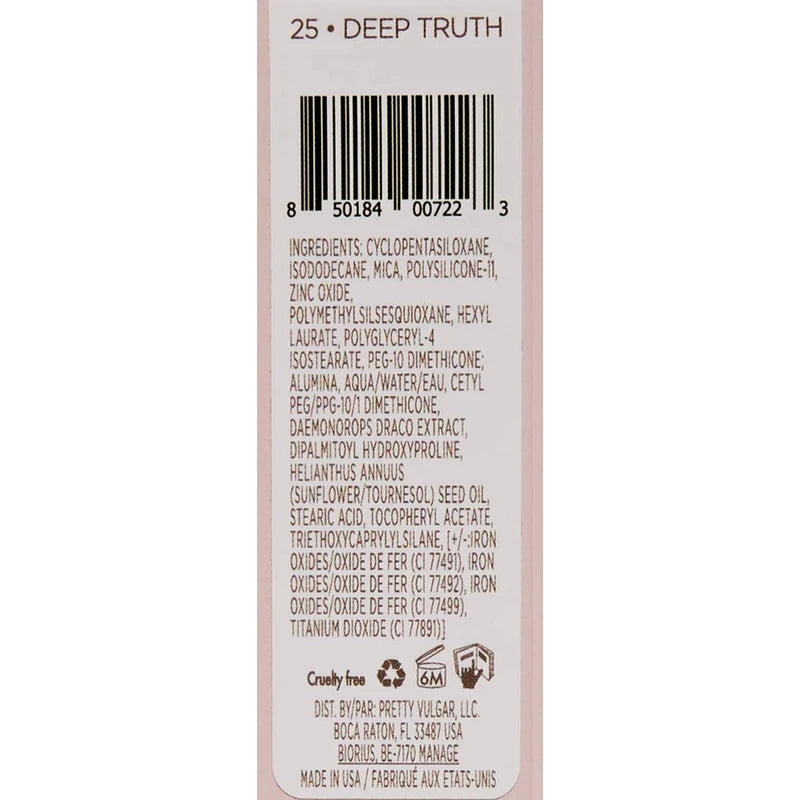 25 • DEEP TRUTH
8 50184 00722 3
INGREDIENTS: CYCLOPENTASILOXANE,
ISODODECANE, MICA, POLYSILICONE-11,
ZINC OXIDE,
POLYMETHYLSILSESQUIOXANE, HEXYL
LAURATE, POLYGLYCERYL-4
ISOSTEARATE, PEG-10 DIMETHICONE;
ALUMINA, AQUA/WATER/EAU, CETYL
PEG/PPG-10/1 DIMETHICONE,
DAEMONOROPS DRACO EXTRACT,
DIPALMITOYL HYDROXYPROLINE,
HELIANTHUS ANNUUS
(SUNFLOWER/TOURNESOL) SEED OIL,
STEARIC ACID, TOCOPHERYL ACETATE,
TRIETHOXYCAPRYLYLSILANE, [+/-:IRON
OXIDES/OXIDE DE FER (CI 77491), IRON
OXIDES/OXIDE DE FER (CI 77492), IRON
OXIDES/OXIDE DE FER (CI 77499),
TITANIUM DIOXIDE (CI 77891)]
Cruelty free 6M
DIST. BY/PAR: PRETTY VULGAR, LLC.
BOCA RATON, FL 33487 USA
BIORIUS, BE-7170 MANAGE
MADE IN USA / FABRIQUÉ AUX ETATS-UNIS